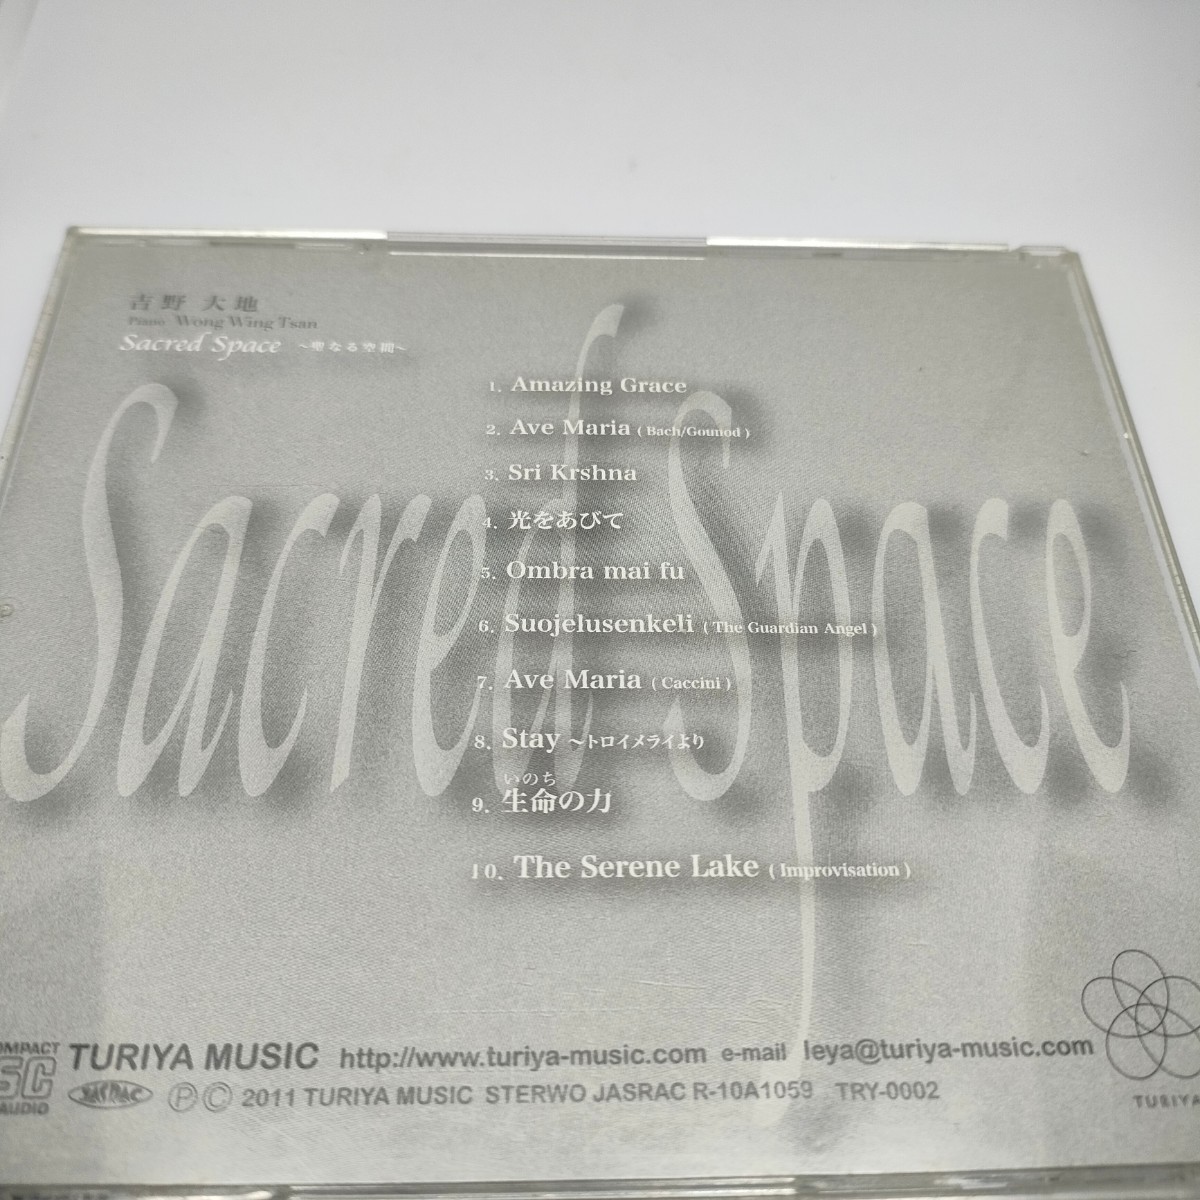 吉野 大地
Piano Wong Wing Tsan
Sacred Space ～聖なる空間～
Sacred Space
1. Amazing Grace
2. Ave Maria ( Bach/Gounod )
3. Sri Krshna
4. 光をあびて
5. Ombra mai fu
6. Suojelusenkeli ( The Guardian Angel )
7. Ave Maria ( Caccini )
8. Stay ～トロイメライより
いのち
9. 生命の力
10. The Serene Lake ( Improvisation )
OMPACT
SC
AUDIO
TURIYA MUSIC http://www.turiya-music.com e-mail leya@turiya-music.com
JASRAC Ⓟ Ⓒ 2011 TURIYA MUSIC STERWO JASRAC R-10A1059 TRY-0002
TURIYA